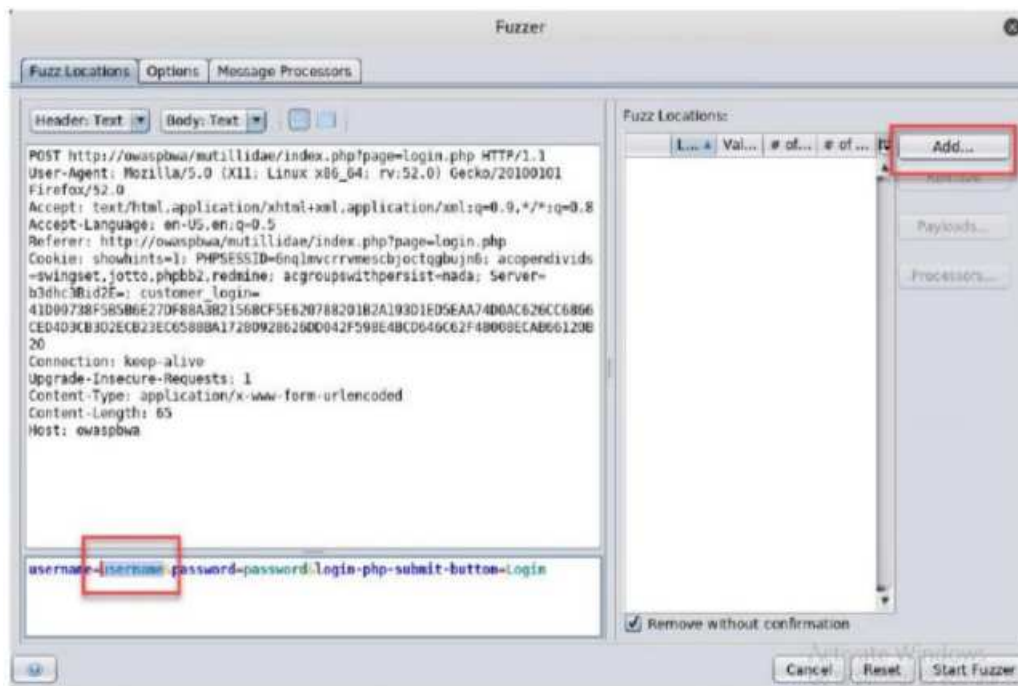 Fuzzer
Fuzz Locations Options Message Processors
Header: Text Body: Text
POST http://owaspbwa/mutillidae/index.php?page=login.php HTTP/1.1
User-Agent: Mozilla/5.0 (X11; Linux x86_64; rv:52.0) Gecko/20100101
Firefox/52.0
Accept: text/html,application/xhtml+xml,application/xml;q=0.9,*/*;q=0.8
Accept-Language: en-US,en;q=0.5
Referer: http://owaspbwa/mutillidae/index.php?page=login.php
Cookie: showhints=1; acopendivids
=swingset,jotto,phpbb2,redmine; acgroupswithpersist=nada; Server=
b3dhc3Bid2E=; customer_login=
20
Connection: keep-alive
Upgrade-Insecure-Requests: 1
Content-Type: application/x-www-form-urlencoded
Content-Length: 65
Host: owaspbwa
username=username&password=password&login-php-submit-button=Login
Fuzz Locations:
L... Val... # of... # of ...
Add...
Remove
Payloads...
Processors...
Remove without confirmation
Activate Windows
Cancel Reset Start Fuzzer